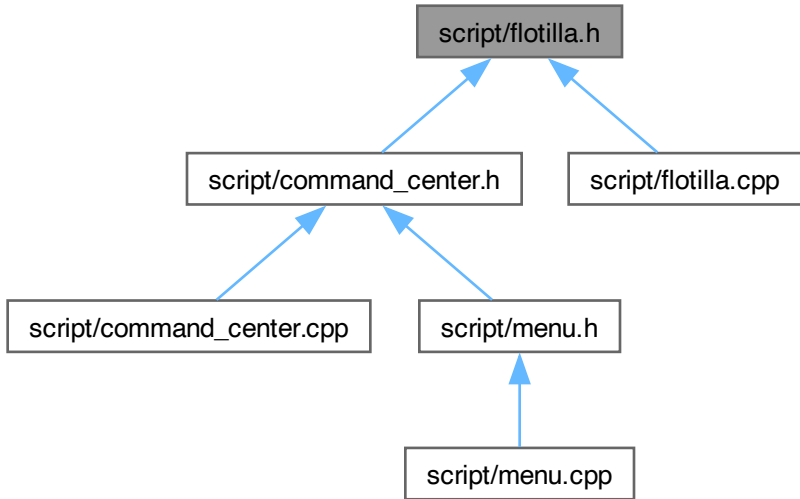 script/flotilla.h
script/command_center.h
script/flotilla.cpp
script/command_center.cpp
script/menu.h
script/menu.cpp